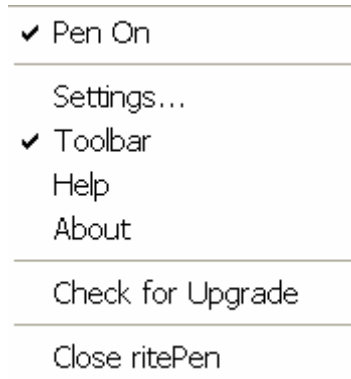 ✔ Pen On
Settings...
✔ Toolbar
Help
About
Check for Upgrade
Close ritePen